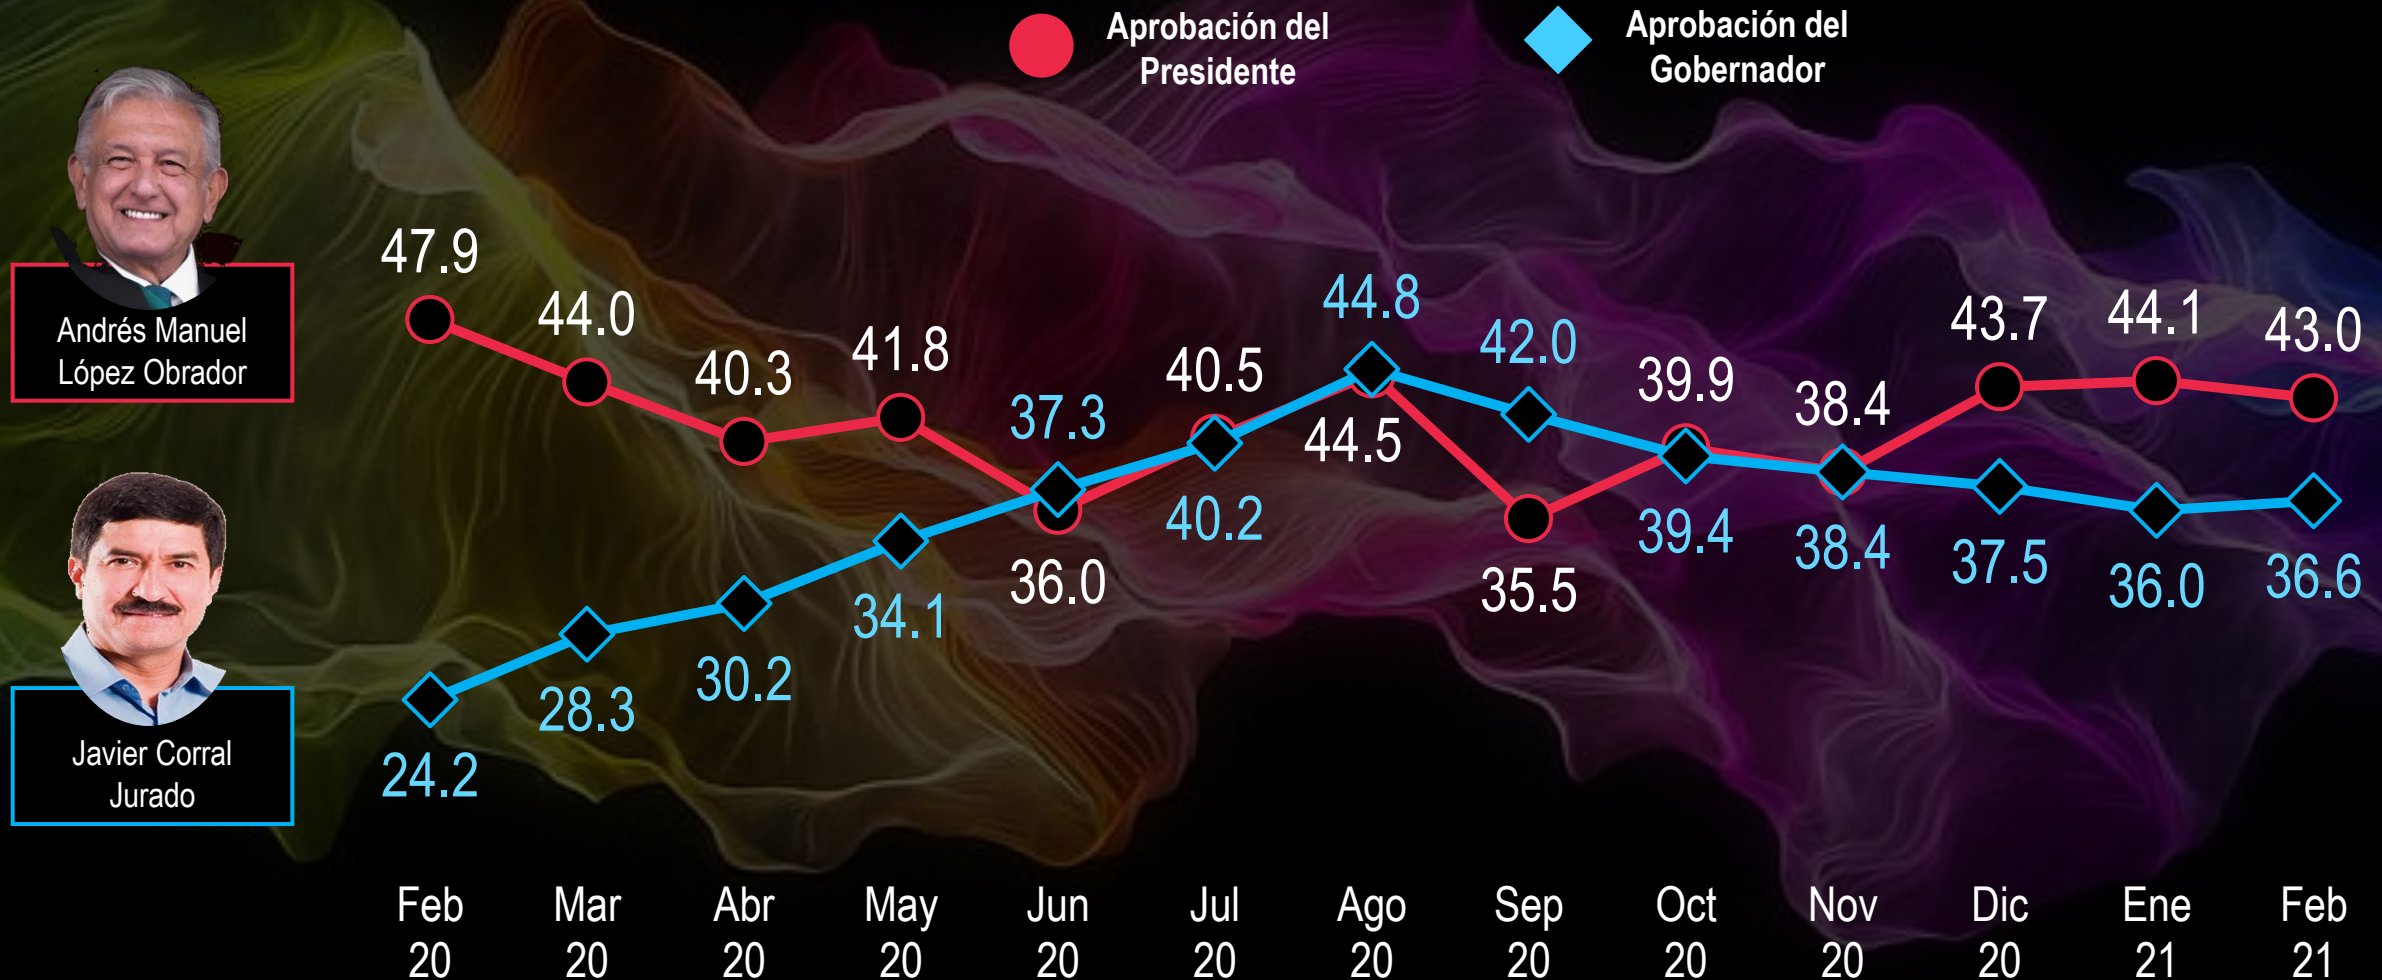 Aprobación del
Presidente
Aprobación del
Gobernador
Andrés Manuel
López Obrador
Javier Corral
Jurado
47.9
44.0
40.3
41.8
36.0
40.5
44.5
35.5
39.9
38.4
43.7
44.1
43.0
24.2
28.3
30.2
34.1
37.3
40.2
44.8
42.0
39.4
38.4
37.5
36.0
36.6
Feb Mar Abr May Jun Jul Ago Sep Oct Nov Dic Ene Feb
20 20 20 20 20 20 20 20 20 20 20 21 21